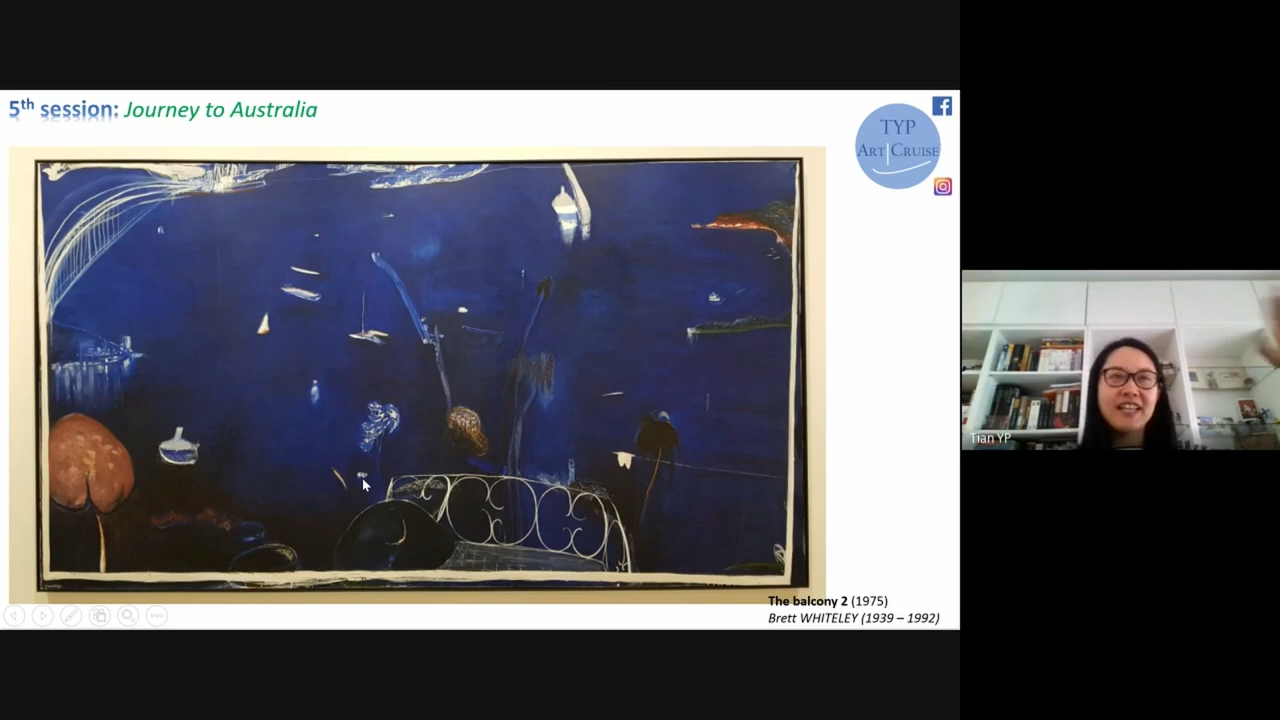 5th session: Journey to Australia
TYP
ART CRUISE
Tian YP
The balcony 2 (1975)
Brett WHITELEY (1939 – 1992)